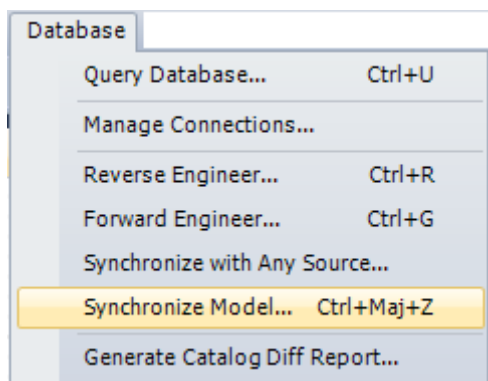 Database
Query Database... Ctrl+U
Manage Connections...
Reverse Engineer... Ctrl+R
Forward Engineer... Ctrl+G
Synchronize with Any Source...
Synchronize Model... Ctrl+Maj+Z
Generate Catalog Diff Report...